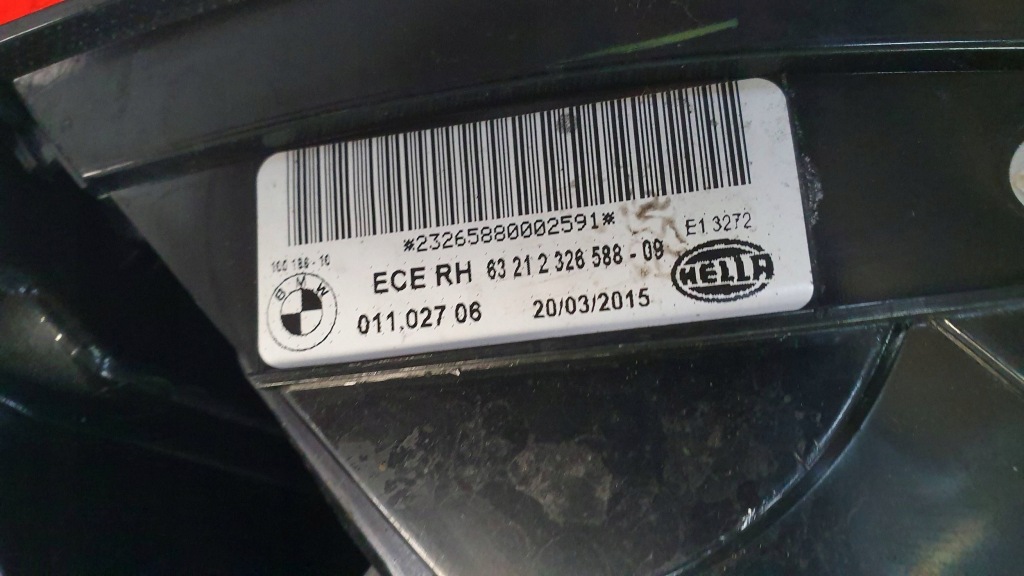 *23265880002591*
E1 3272
100 186-10
ECE RH 63 21 2 326 588 - 09
BMW
HELLA
011.027 06
20/03/2015